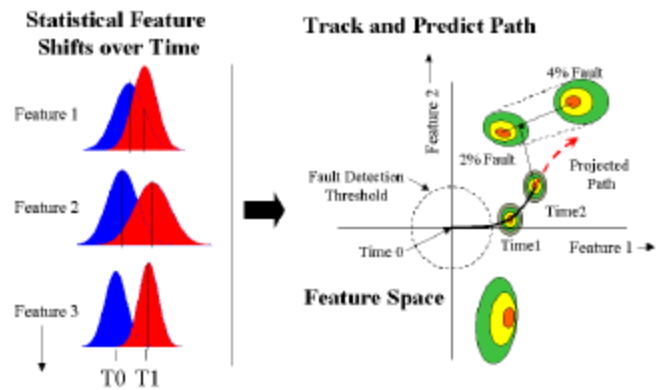 Statistical Feature
Shifts over Time
Feature 1
Feature 2
Feature 3
T0 T1
Track and Predict Path
Feature 2
4% Fault
2% Fault
Projected
Path
Fault Detection
Threshold
Time2
Time 0
Time1
Feature 1
Feature Space